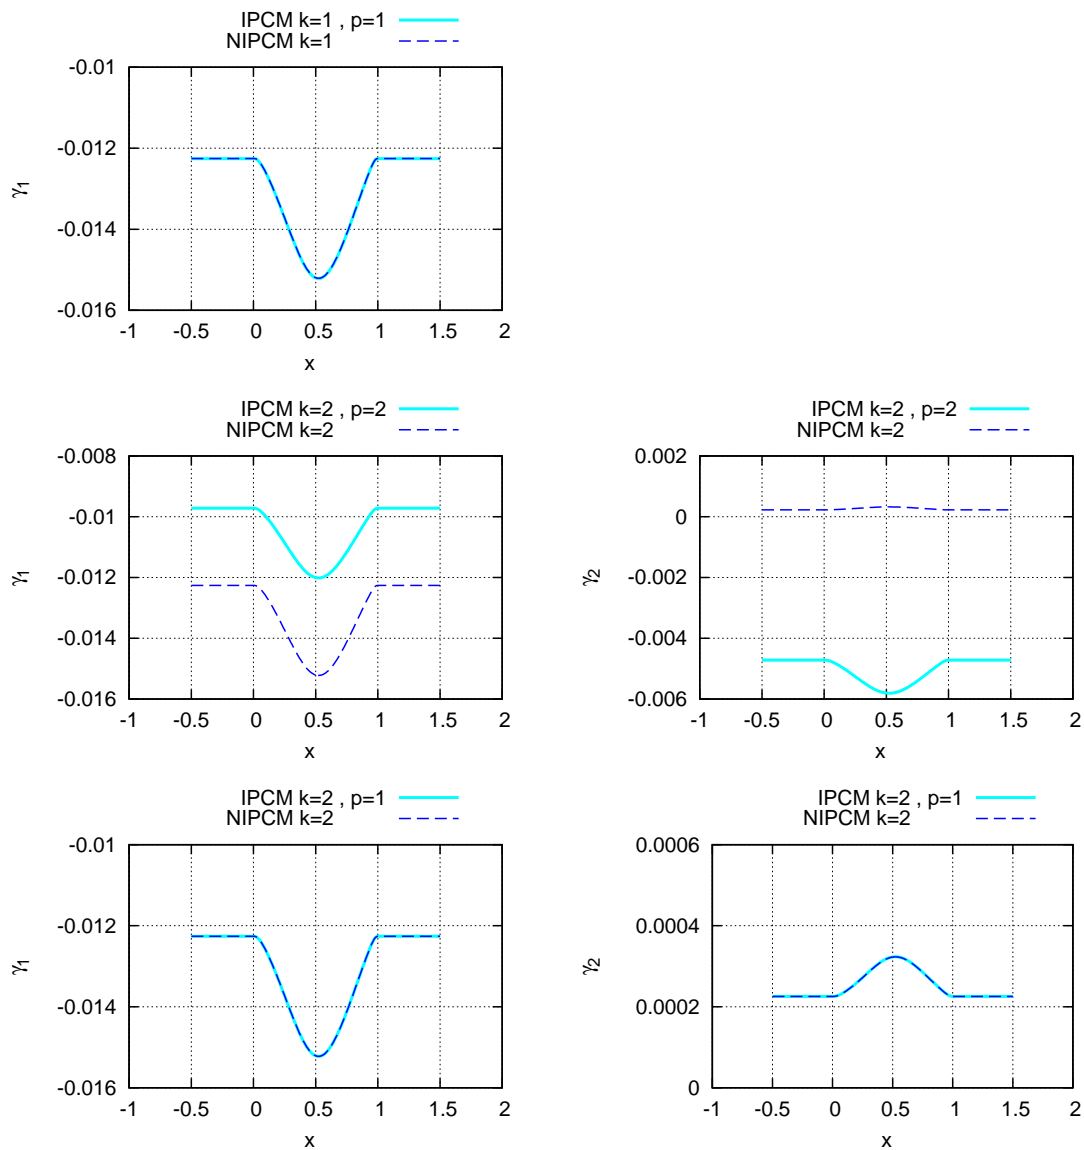 IPCM k=1 , p=1
NIPCM k=1
-0.01
-0.012
-0.014
-0.016
γ1
-1 -0.5 0 0.5 1 1.5 2
x
IPCM k=2 , p=2
NIPCM k=2
-0.008
-0.01
-0.012
-0.014
-0.016
γ1
-1 -0.5 0 0.5 1 1.5 2
x
IPCM k=2 , p=2
NIPCM k=2
0.002
0
-0.002
-0.004
-0.006
γ2
-1 -0.5 0 0.5 1 1.5 2
x
IPCM k=2 , p=1
NIPCM k=2
-0.01
-0.012
-0.014
-0.016
γ1
-1 -0.5 0 0.5 1 1.5 2
x
IPCM k=2 , p=1
NIPCM k=2
0.0006
0.0004
0.0002
0
γ2
-1 -0.5 0 0.5 1 1.5 2
x